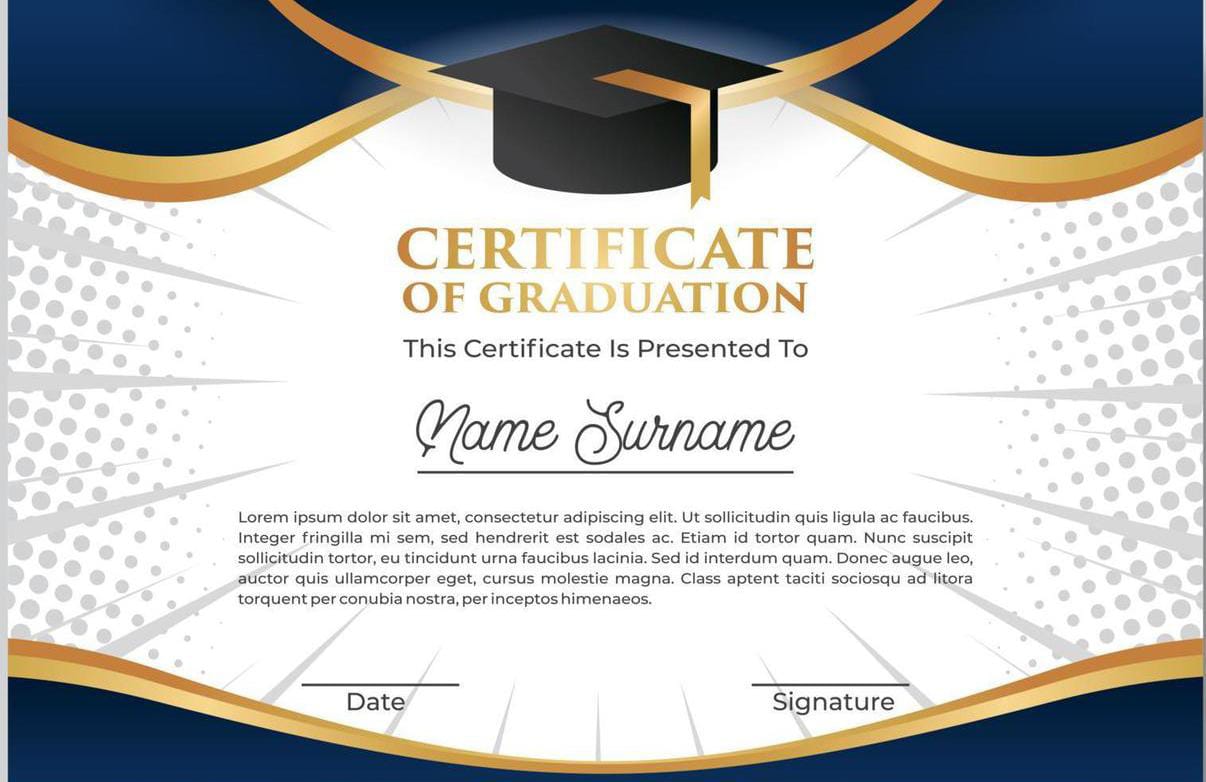 CERTIFICATE
OF GRADUATION
This Certificate Is Presented To
Name Surname
Lorem ipsum dolor sit amet, consectetur adipiscing elit. Ut sollicitudin quis ligula ac faucibus.
Integer fringilla mi sem, sed hendrerit est sodales ac. Etiam id tortor quam. Nunc suscipit
sollicitudin tortor, eu tincidunt urna faucibus lacinia. Sed id interdum quam. Donec augue leo,
auctor quis ullamcorper eget, cursus molestie magna. Class aptent taciti sociosqu ad litora
torquent per conubia nostra, per inceptos himenaeos.
Date
Signature